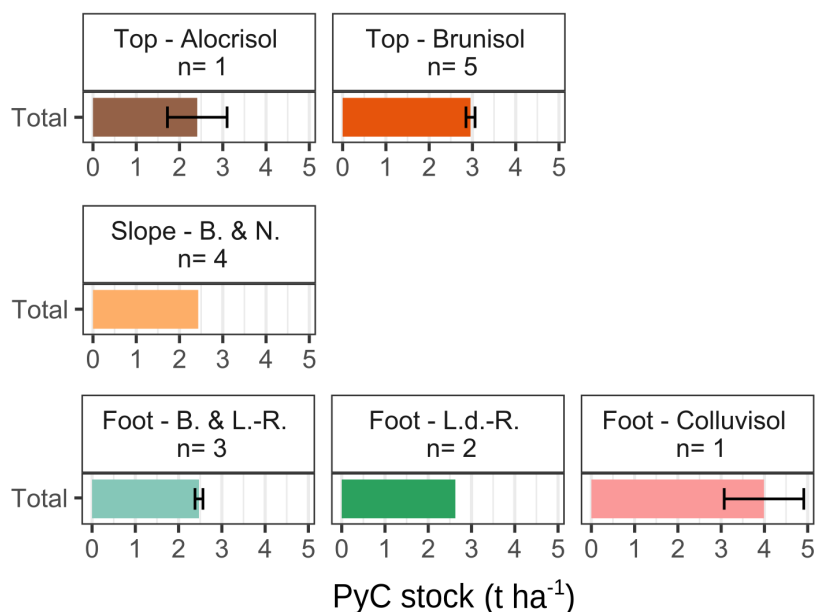 Top - Alocrisol
n= 1
Top - Brunisol
n= 5
Total
0 1 2 3 4 5
0 1 2 3 4 5
Slope - B. & N.
n= 4
Total
0 1 2 3 4 5
Foot - B. & L.-R.
n= 3
Foot - L.d.-R.
n= 2
Foot - Colluvisol
n= 1
Total
0 1 2 3 4 5
0 1 2 3 4 5
0 1 2 3 4 5
PyC stock (t ha⁻¹)